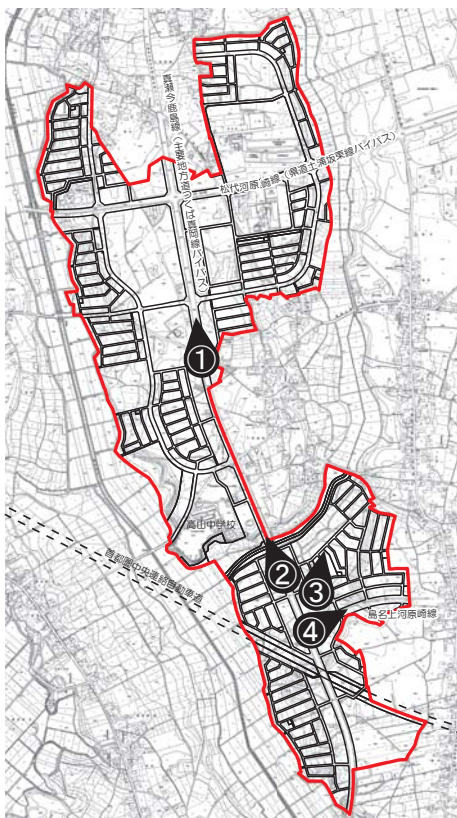 真瀬今鹿島線(主要地方道つくば真岡線バイパス)
松代河原崎線(県道土浦坂東線バイパス)
①
高山中学校
②
首都圏中央連絡自動車道
③
島名上河原崎線
④